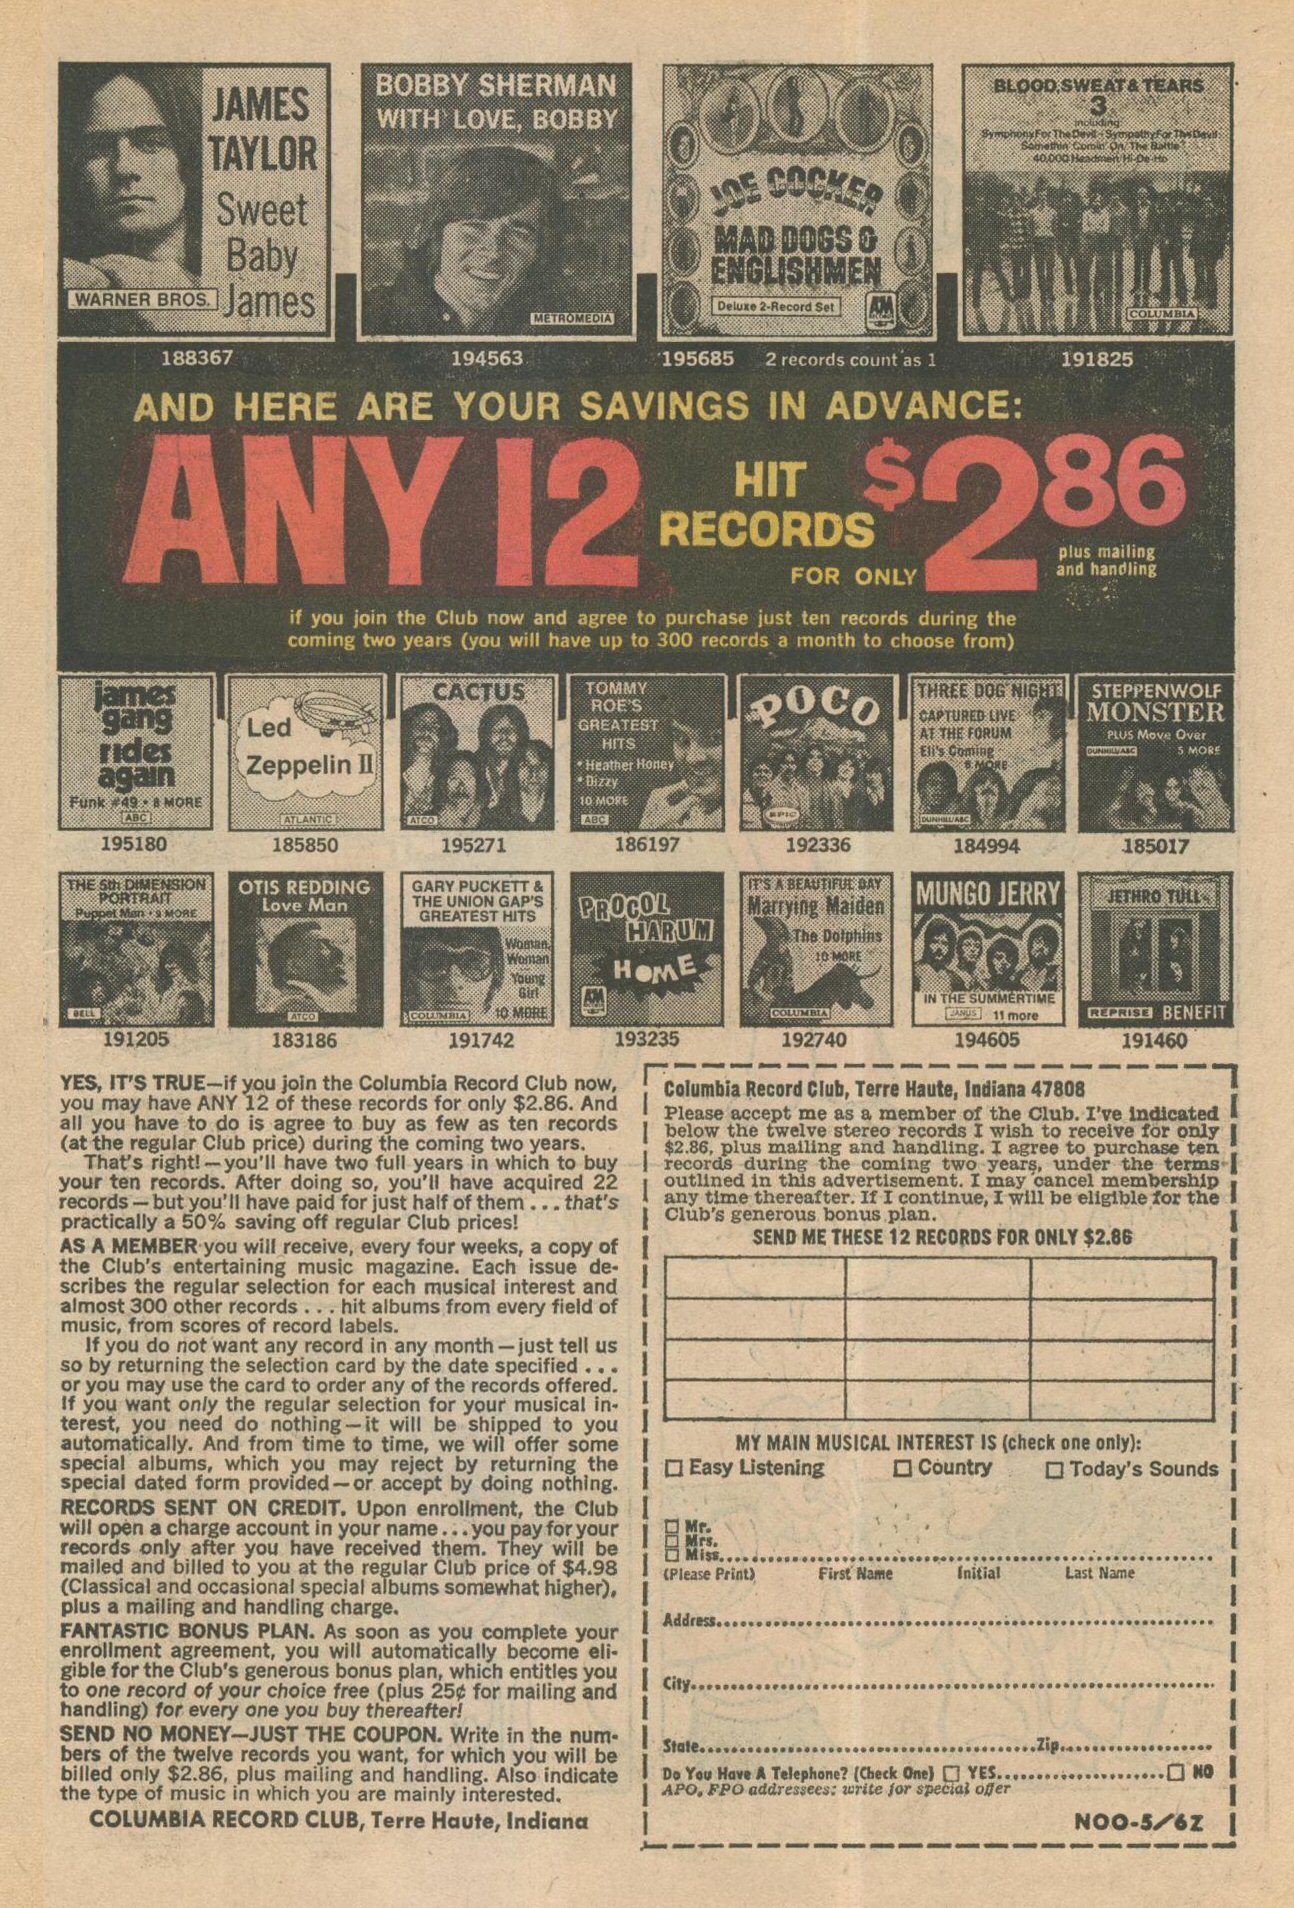 JAMES
TAYLOR
Sweet
Baby
James
WARNER BROS.
BOBBY SHERMAN
WITH LOVE, BOBBY
METROMEDIA
JOE COCKER
MAD DOGS &
ENGLISHMEN
Deluxe 2-Record Set
A&M
BLOOD, SWEAT & TEARS
3
including
Symphony For The Devil - Sympathy For The Devil
Somethin' Comin' On, The Battle
40,000 Headmen/Hi-De-Ho
COLUMBIA
188367
194563
195685 2 records count as 1
191825
AND HERE ARE YOUR SAVINGS IN ADVANCE:
ANY 12 HIT RECORDS FOR ONLY $2.86
plus mailing
and handling
if you join the Club now and agree to purchase just ten records during the
coming two years (you will have up to 300 records a month to choose from)
james
gang
rides
again
Funk #49 • 8 MORE
ABC
Led
Zeppelin II
ATLANTIC
CACTUS
ATCO
TOMMY
ROE'S
GREATEST
HITS
• Heather Honey
• Dizzy
10 MORE
ABC
POCO
EPIC
THREE DOG NIGHT
CAPTURED LIVE
AT THE FORUM
Eli's Coming
8 MORE
DUNHILL/ABC
STEPPENWOLF
MONSTER
PLUS Move Over
DUNHILL/ABC 5 MORE
195180
185850
195271
186197
192336
184994
185017
THE 5th DIMENSION
PORTRAIT
Puppet Man • 9 MORE
BELL
OTIS REDDING
Love Man
ATCO
GARY PUCKETT &
THE UNION GAP'S
GREATEST HITS
Woman,
Woman
Young
Girl
COLUMBIA 10 MORE
PROCOL
HARUM
HOME
A&M
IT'S A BEAUTIFUL DAY
Marrying Maiden
The Dolphins
10 MORE
COLUMBIA
MUNGO JERRY
IN THE SUMMERTIME
JANUS 11 more
JETHRO TULL
REPRISE BENEFIT
191205
183186
191742
193235
192740
194605
191460
YES, IT'S TRUE—if you join the Columbia Record Club now,
you may have ANY 12 of these records for only $2.86. And
all you have to do is agree to buy as few as ten records
(at the regular Club price) during the coming two years.
That's right!—you'll have two full years in which to buy
your ten records. After doing so, you'll have acquired 22
records—but you'll have paid for just half of them . . . that's
practically a 50% saving off regular Club prices!
AS A MEMBER you will receive, every four weeks, a copy of
the Club's entertaining music magazine. Each issue de-
scribes the regular selection for each musical interest and
almost 300 other records . . . hit albums from every field of
music, from scores of record labels.
If you do not want any record in any month—just tell us
so by returning the selection card by the date specified . . .
or you may use the card to order any of the records offered.
If you want only the regular selection for your musical in-
terest, you need do nothing—it will be shipped to you
automatically. And from time to time, we will offer some
special albums, which you may reject by returning the
special dated form provided—or accept by doing nothing.
RECORDS SENT ON CREDIT. Upon enrollment, the Club
will open a charge account in your name . . . you pay for your
records only after you have received them. They will be
mailed and billed to you at the regular Club price of $4.98
(Classical and occasional special albums somewhat higher),
plus a mailing and handling charge.
FANTASTIC BONUS PLAN. As soon as you complete your
enrollment agreement, you will automatically become eli-
gible for the Club's generous bonus plan, which entitles you
to one record of your choice free (plus 25¢ for mailing and
handling) for every one you buy thereafter!
SEND NO MONEY—JUST THE COUPON. Write in the num-
bers of the twelve records you want, for which you will be
billed only $2.86, plus mailing and handling. Also indicate
the type of music in which you are mainly interested.
COLUMBIA RECORD CLUB, Terre Haute, Indiana
Columbia Record Club, Terre Haute, Indiana 47808
Please accept me as a member of the Club. I've indicated
below the twelve stereo records I wish to receive for only
$2.86, plus mailing and handling. I agree to purchase ten
records during the coming two years, under the terms
outlined in this advertisement. I may cancel membership
any time thereafter. If I continue, I will be eligible for the
Club's generous bonus plan.
SEND ME THESE 12 RECORDS FOR ONLY $2.86
MY MAIN MUSICAL INTEREST IS (check one only):
Easy Listening Country Today's Sounds
Mr.
Mrs.
Miss
(Please Print) First Name Initial Last Name
Address
City
State Zip
Do You Have A Telephone? (Check One) YES NO
APO, FPO addressees: write for special offer
NOO-5/6Z